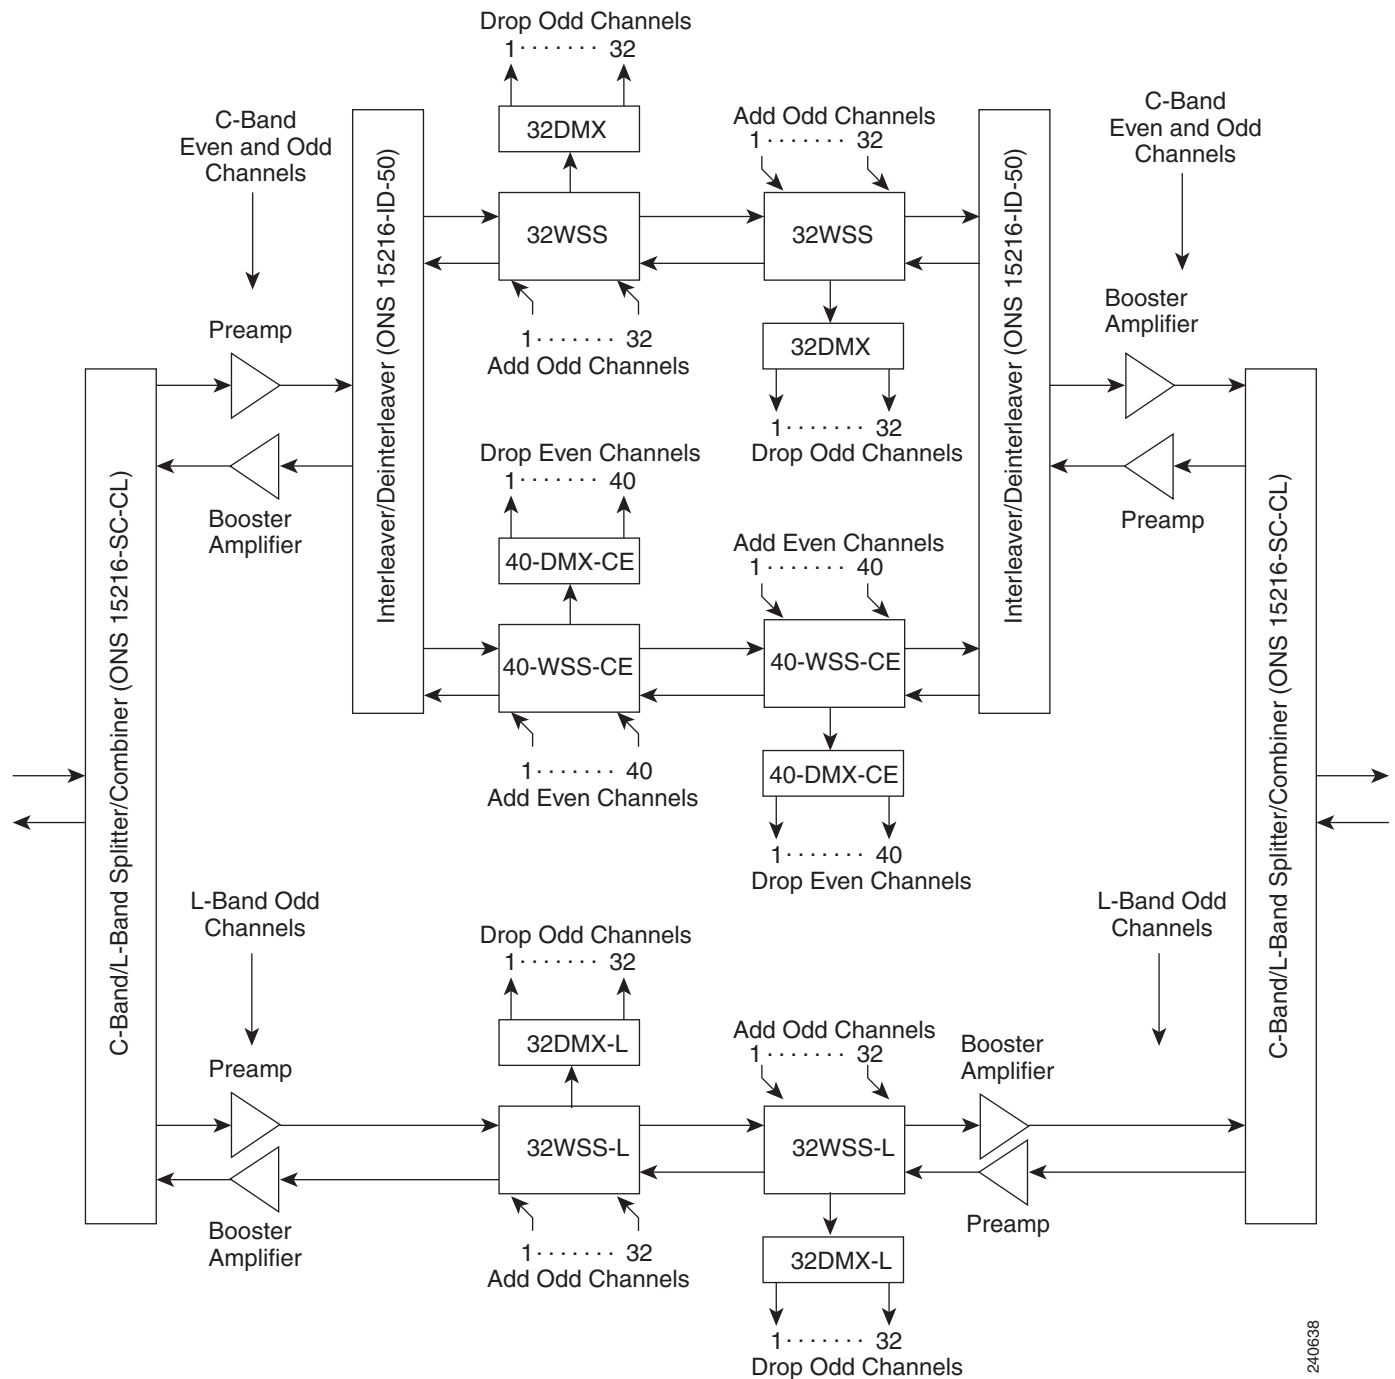 Drop Odd Channels
1 · · · · · · · 32
C-Band
Even and Odd
Channels
32DMX
Add Odd Channels
1 · · · · · · · 32
C-Band
Even and Odd
Channels
Interleaver/Deinterleaver (ONS 15216-ID-50)
32WSS
32WSS
Interleaver/Deinterleaver (ONS 15216-ID-50)
Preamp
1 · · · · · · · 32
Add Odd Channels
32DMX
Booster
Amplifier
1 · · · · · · · 32
Drop Odd Channels
C-Band/L-Band Splitter/Combiner (ONS 15216-SC-CL)
Booster
Amplifier
Drop Even Channels
1 · · · · · · · 40
40-DMX-CE
Add Even Channels
1 · · · · · · · 40
Preamp
C-Band/L-Band Splitter/Combiner (ONS 15216-SC-CL)
40-WSS-CE
40-WSS-CE
1 · · · · · · · 40
Add Even Channels
40-DMX-CE
1 · · · · · · · 40
Drop Even Channels
L-Band Odd
Channels
Drop Odd Channels
1 · · · · · · · 32
32DMX-L
L-Band Odd
Channels
Preamp
Add Odd Channels
1 · · · · · · · 32
Booster
Amplifier
32WSS-L
32WSS-L
Booster
Amplifier
1 · · · · · · · 32
Add Odd Channels
Preamp
32DMX-L
1 · · · · · · · 32
Drop Odd Channels
240638